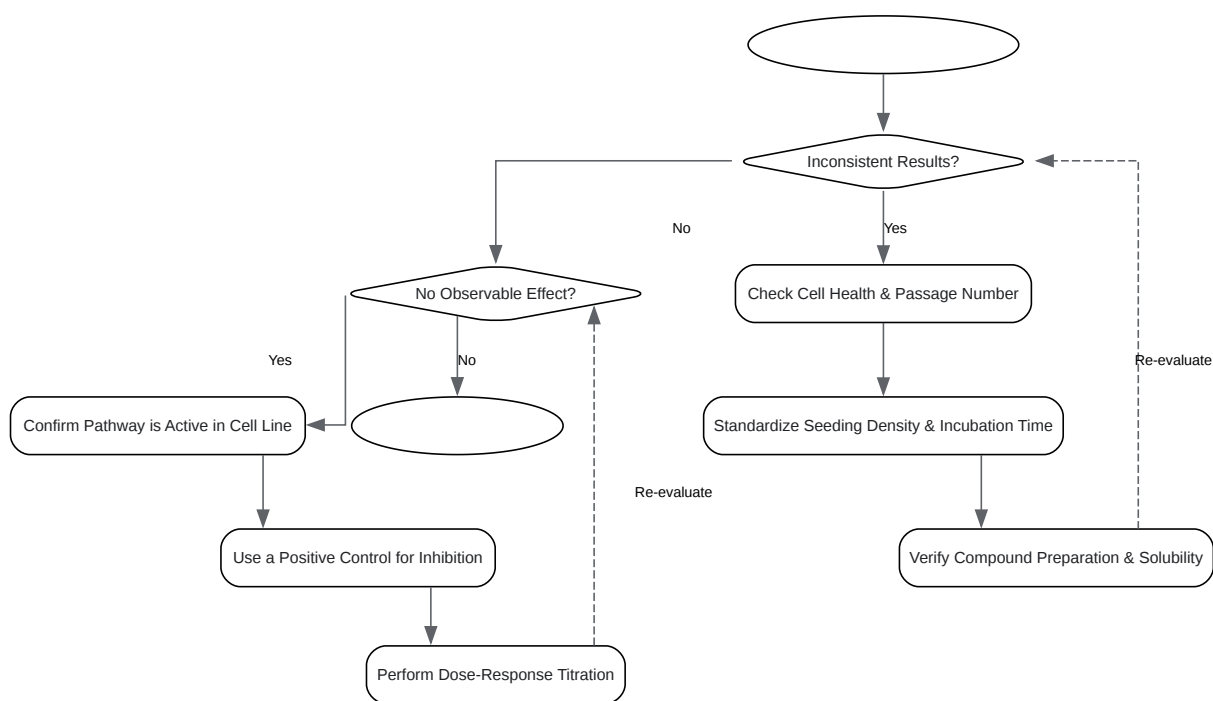 Inconsistent Results?
No
Yes
No Observable Effect?
Check Cell Health & Passage Number
Yes
No
Re-evaluate
Confirm Pathway is Active in Cell Line
Standardize Seeding Density & Incubation Time
Re-evaluate
Use a Positive Control for Inhibition
Verify Compound Preparation & Solubility
Perform Dose-Response Titration